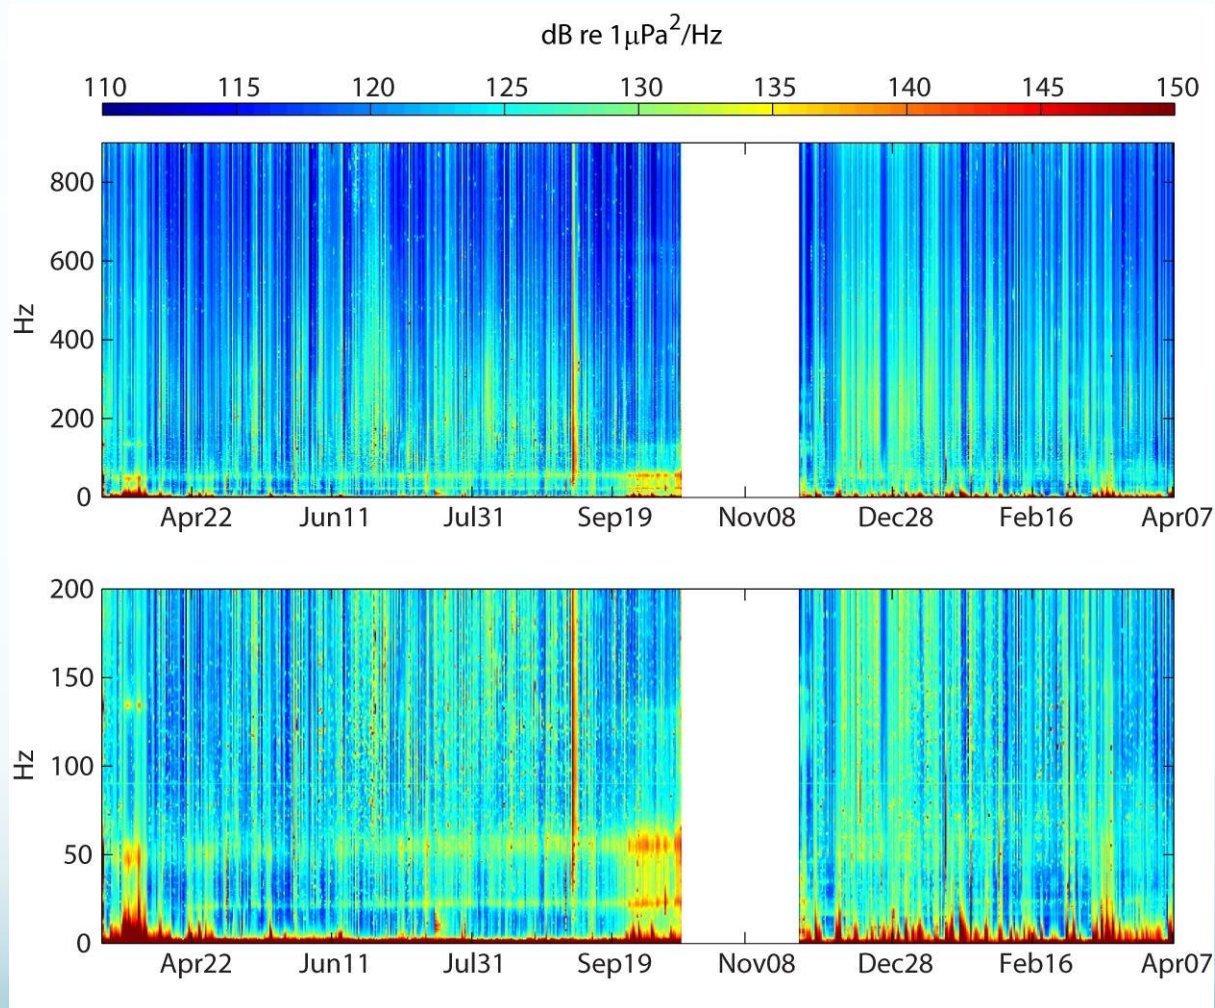 dB re 1μPa²/Hz
110 115 120 125 130 135 140 145 150
800
600
Hz
400
200
0
Apr22 Jun11 Jul31 Sep19 Nov08 Dec28 Feb16 Apr07
200
150
Hz
100
50
0
Apr22 Jun11 Jul31 Sep19 Nov08 Dec28 Feb16 Apr07